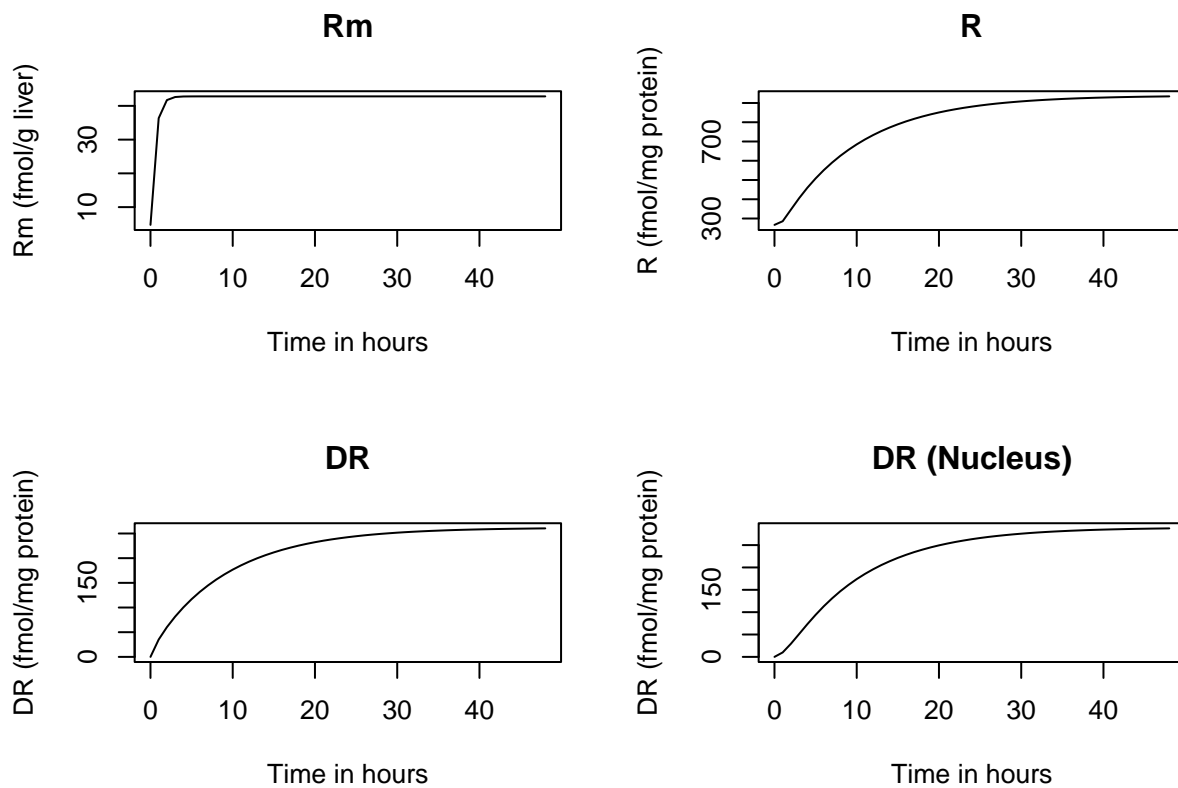 Rm
Rm (fmol/g liver)
10 30
0 10 20 30 40
Time in hours
R
R (fmol/mg protein)
300 700
0 10 20 30 40
Time in hours
DR
DR (fmol/mg protein)
0 150
0 10 20 30 40
Time in hours
DR (Nucleus)
DR (fmol/mg protein)
0 150
0 10 20 30 40
Time in hours